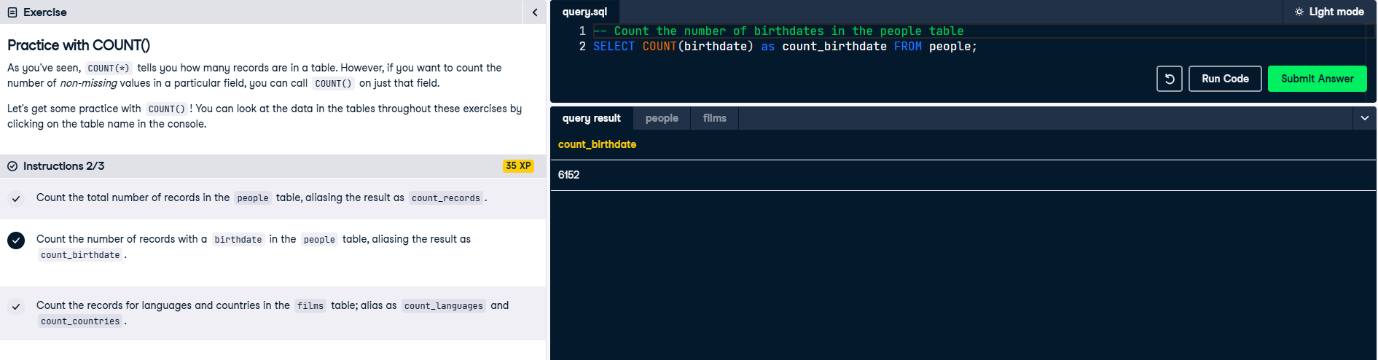 Exercise
Practice with COUNT()
As you've seen, COUNT(*) tells you how many records are in a table. However, if you want to count the
number of non-missing values in a particular field, you can call COUNT() on just that field.
Let's get some practice with COUNT()! You can look at the data in the tables throughout these exercises by
clicking on the table name in the console.
Instructions 2/3
35 XP
Count the total number of records in the people table, aliasing the result as count_records.
Count the number of records with a birthdate in the people table, aliasing the result as
count_birthdate.
Count the records for languages and countries in the films table; alias as count_languages and
count_countries.
query.sql
Light mode
1 -- Count the number of birthdates in the people table
2 SELECT COUNT(birthdate) as count_birthdate FROM people;
Run Code
Submit Answer
query result
people
films
count_birthdate
6152